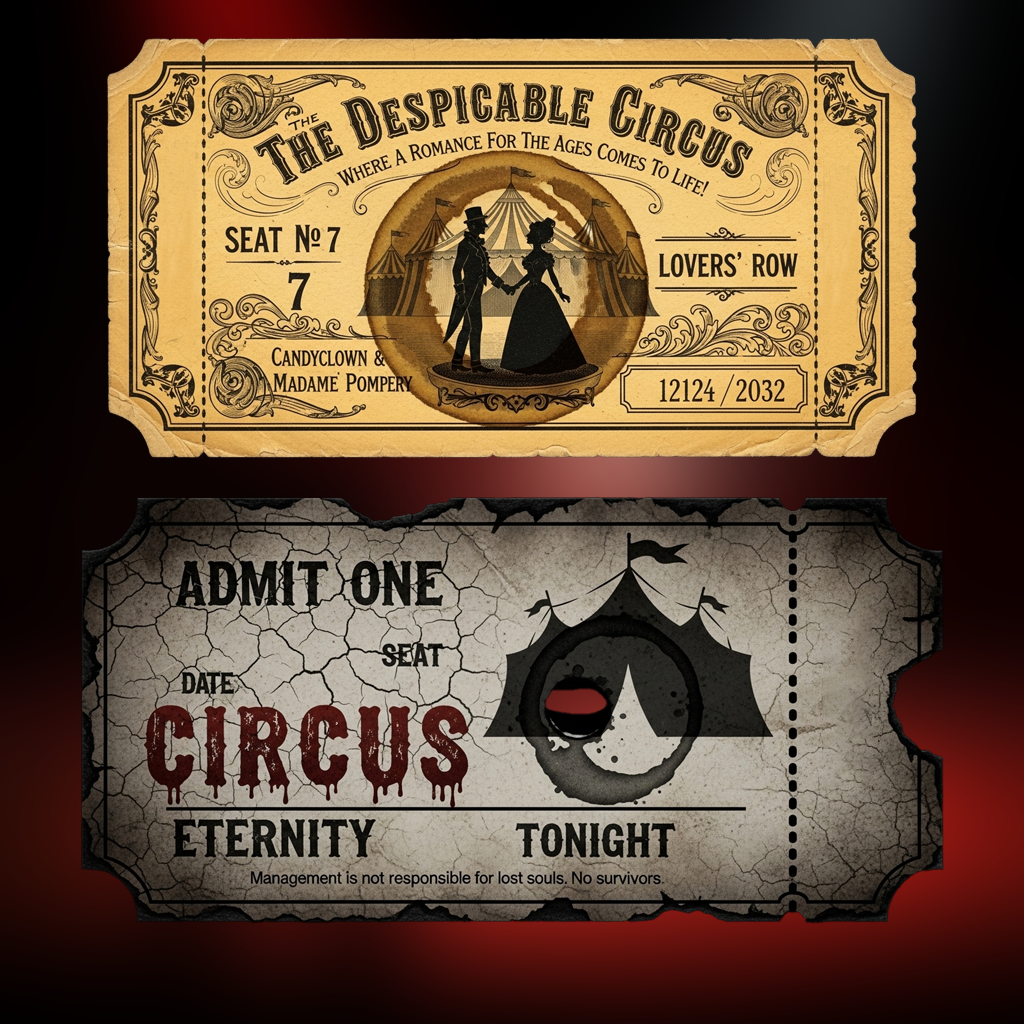 THE
THE DESPICABLE CIRCUS
WHERE A ROMANCE FOR THE AGES COMES TO LIFE!
SEAT Nº 7
7
LOVERS' ROW
CANDYCLOWN &
MADAME' POMPERY
12124 / 2032
ADMIT ONE
SEAT
DATE
CIRCUS
ETERNITY
TONIGHT
Management is not responsible for lost souls. No survivors.